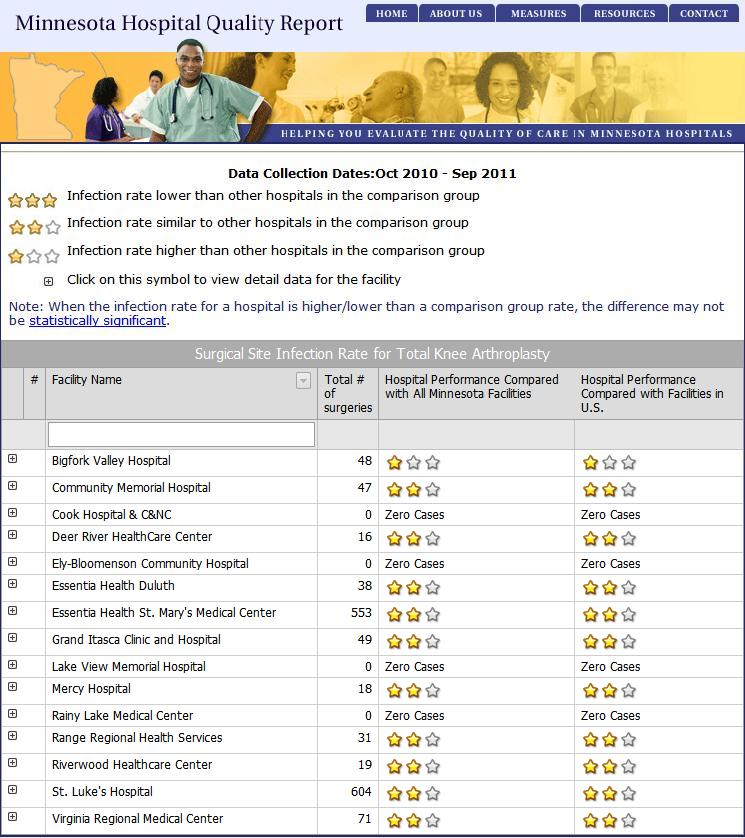 Minnesota Hospital Quality Report
HOME ABOUT US MEASURES RESOURCES CONTACT
HELPING YOU EVALUATE THE QUALITY OF CARE IN MINNESOTA HOSPITALS
Data Collection Dates:Oct 2010 - Sep 2011
Infection rate lower than other hospitals in the comparison group
Infection rate similar to other hospitals in the comparison group
Infection rate higher than other hospitals in the comparison group
Click on this symbol to view detail data for the facility
Note: When the infection rate for a hospital is higher/lower than a comparison group rate, the difference may not
be statistically significant.
Surgical Site Infection Rate for Total Knee Arthroplasty
# Facility Name
Total #
of
surgeries
Hospital Performance Compared
with All Minnesota Facilities
Hospital Performance
Compared with Facilities in
U.S.
Bigfork Valley Hospital 48
Community Memorial Hospital 47
Cook Hospital & C&NC 0 Zero Cases Zero Cases
Deer River HealthCare Center 16
Ely-Bloomenson Community Hospital 0 Zero Cases Zero Cases
Essentia Health Duluth 38
Essentia Health St. Mary's Medical Center 553
Grand Itasca Clinic and Hospital 49
Lake View Memorial Hospital 0 Zero Cases Zero Cases
Mercy Hospital 18
Rainy Lake Medical Center 0 Zero Cases Zero Cases
Range Regional Health Services 31
Riverwood Healthcare Center 19
St. Luke's Hospital 604
Virginia Regional Medical Center 71